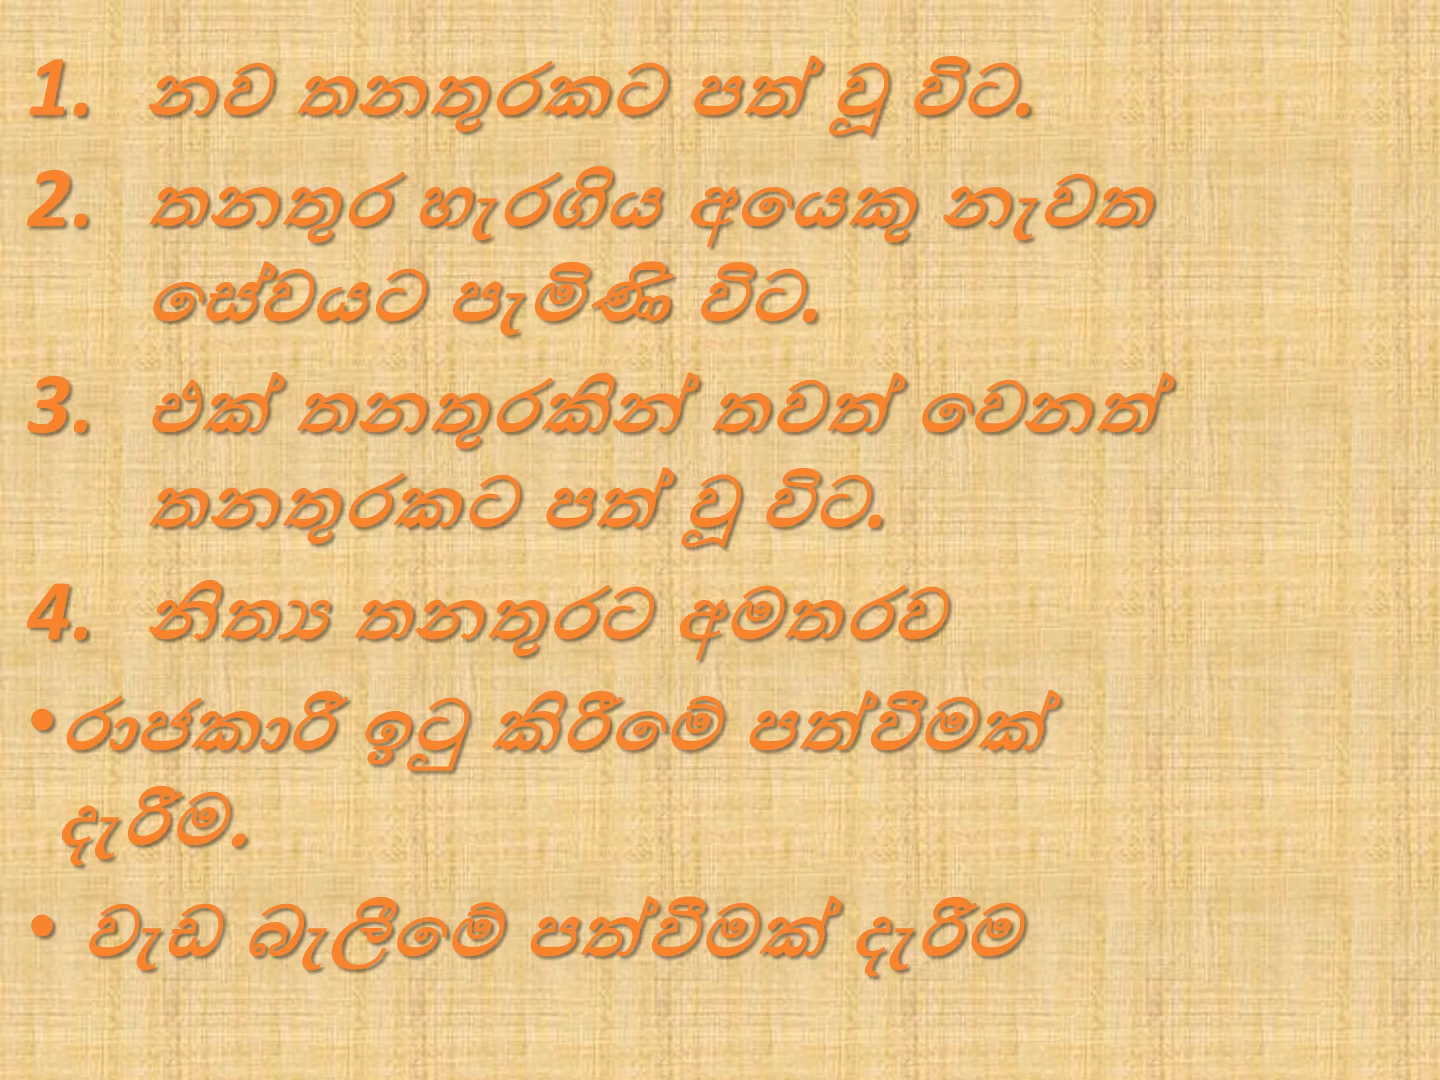 1. නව තනතුරකට පත් වූ විට.
2. තනතුර හැරගිය අයෙකු නැවත
සේවයට පැමිණි විට.
3. එක් තනතුරකින් තවත් වෙනත්
තනතුරකට පත් වූ විට.
4. නිත්‍ය තනතුරට අමතරව
•රාජකාරී ඉටු කිරීමේ පත්වීමක්
දැරීම.
• වැඩ බැලීමේ පත්වීමක් දැරීම